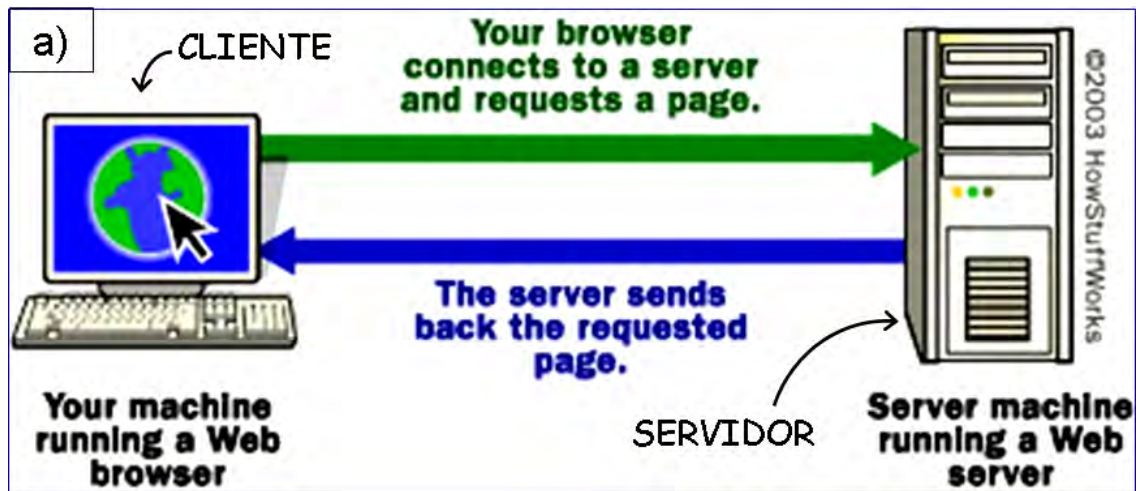 a)
CLIENTE
Your browser
connects to a server
and requests a page.
©2003 HowStuffWorks
The server sends
back the requested
page.
SERVIDOR
Your machine
running a Web
browser
Server machine
running a Web
server